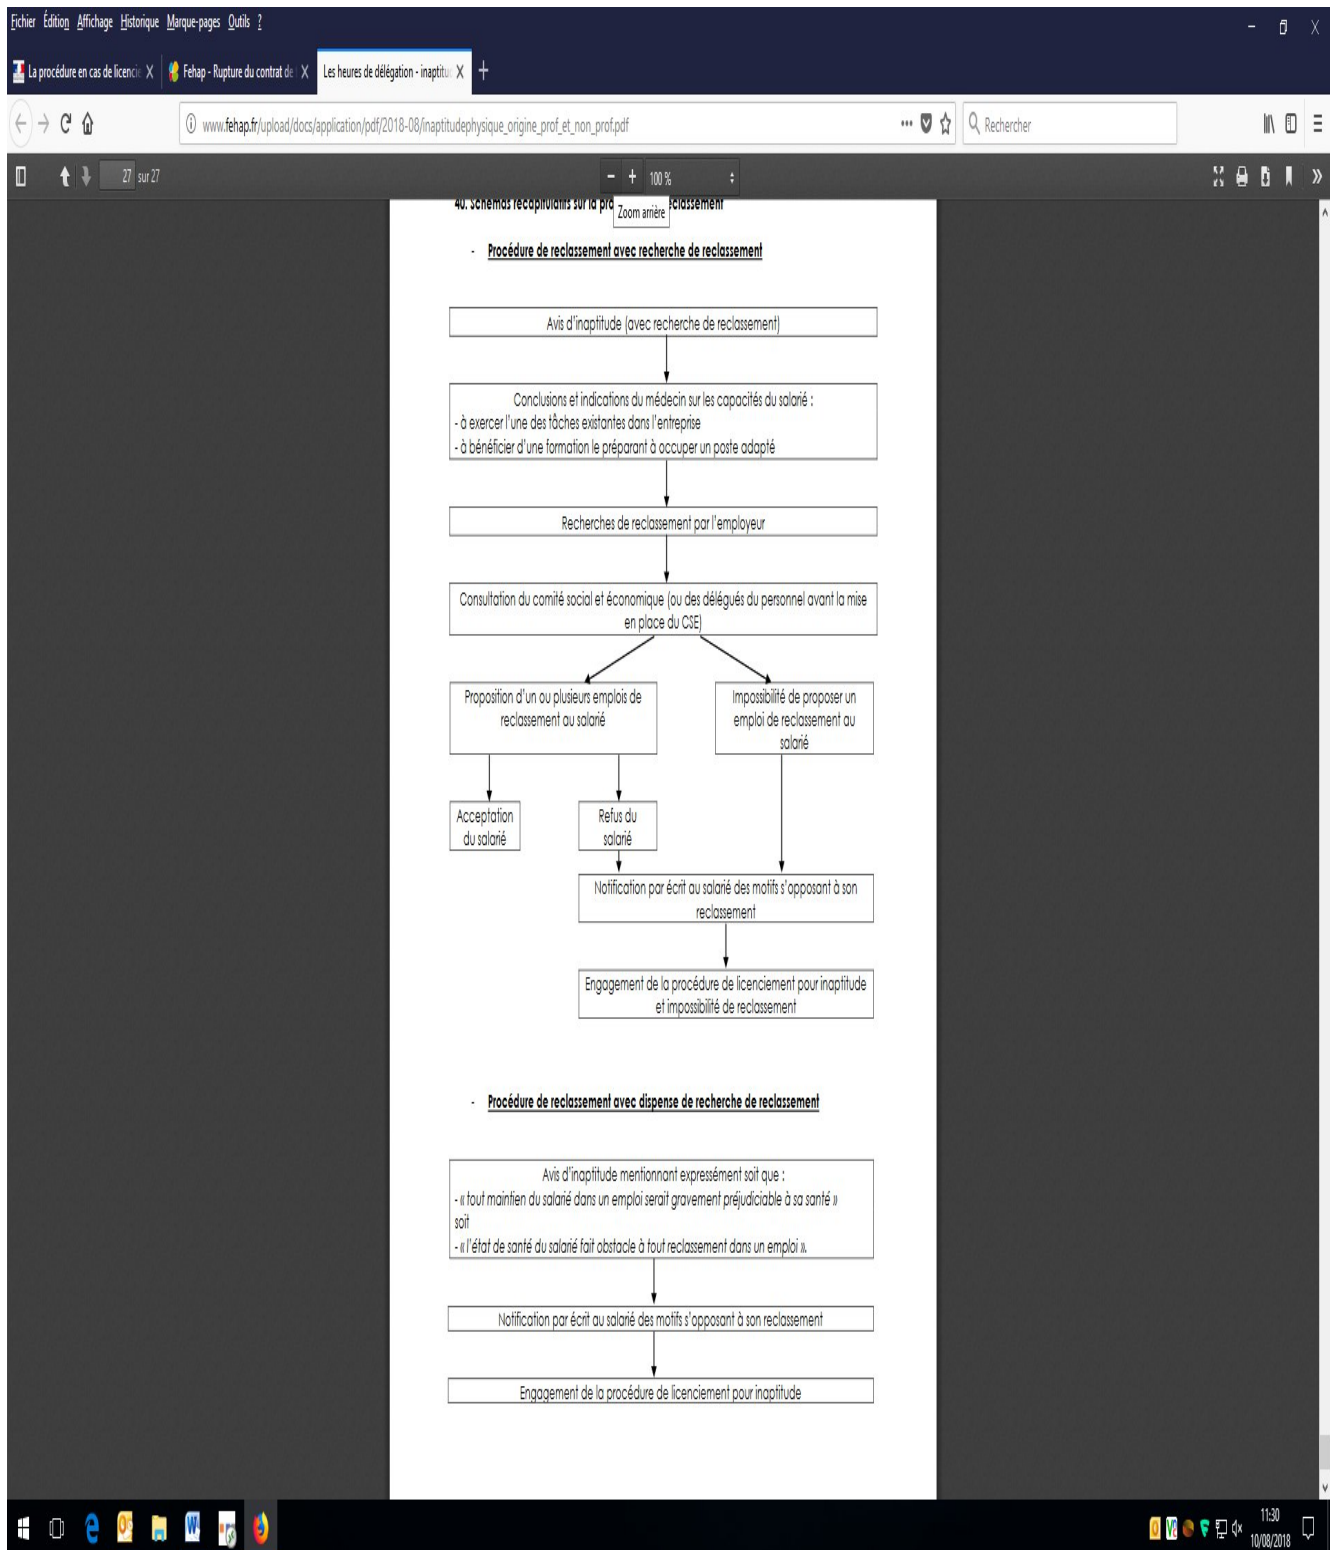 Fichier Édition Affichage Historique Marque-pages Outils ?
La procédure en cas de licencie
Fehap - Rupture du contrat de
Les heures de délégation - inaptitu
www.fehap.fr/upload/docs/application/pdf/2018-08/inaptitudephysique_origine_prof_et_non_prof.pdf
Rechercher
27 sur 27
100 %
Zoom arrière
40. Schémas récapitulatifs sur la pro
classement
- Procédure de reclassement avec recherche de reclassement
Avis d'inaptitude (avec recherche de reclassement)
Conclusions et indications du médecin sur les capacités du salarié :
- à exercer l'une des tâches existantes dans l'entreprise
- à bénéficier d'une formation le préparant à occuper un poste adapté
Recherches de reclassement par l'employeur
Consultation du comité social et économique (ou des délégués du personnel avant la mise
en place du CSE)
Proposition d'un ou plusieurs emplois de
reclassement au salarié
Impossibilité de proposer un
emploi de reclassement au
salarié
Acceptation
du salarié
Refus du
salarié
Notification par écrit au salarié des motifs s'opposant à son
reclassement
Engagement de la procédure de licenciement pour inaptitude
et impossibilité de reclassement
- Procédure de reclassement avec dispense de recherche de reclassement
Avis d'inaptitude mentionnant expressément soit que :
- « tout maintien du salarié dans un emploi serait gravement préjudiciable à sa santé »
soit
- « l'état de santé du salarié fait obstacle à tout reclassement dans un emploi ».
Notification par écrit au salarié des motifs s'opposant à son reclassement
Engagement de la procédure de licenciement pour inaptitude
11:30
10/08/2018